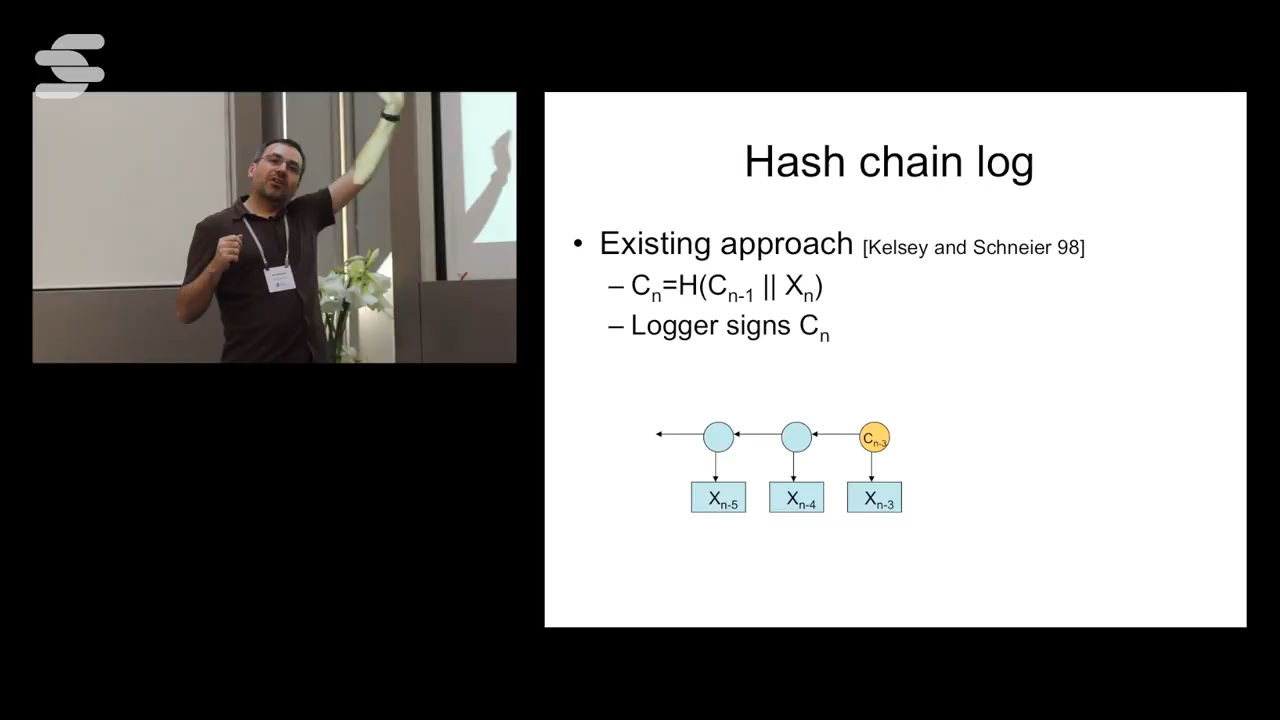 Hash chain log
• Existing approach [Kelsey and Schneier 98]
– Cn=H(Cn-1 || Xn)
– Logger signs Cn
Cn-3
Xn-5 Xn-4 Xn-3